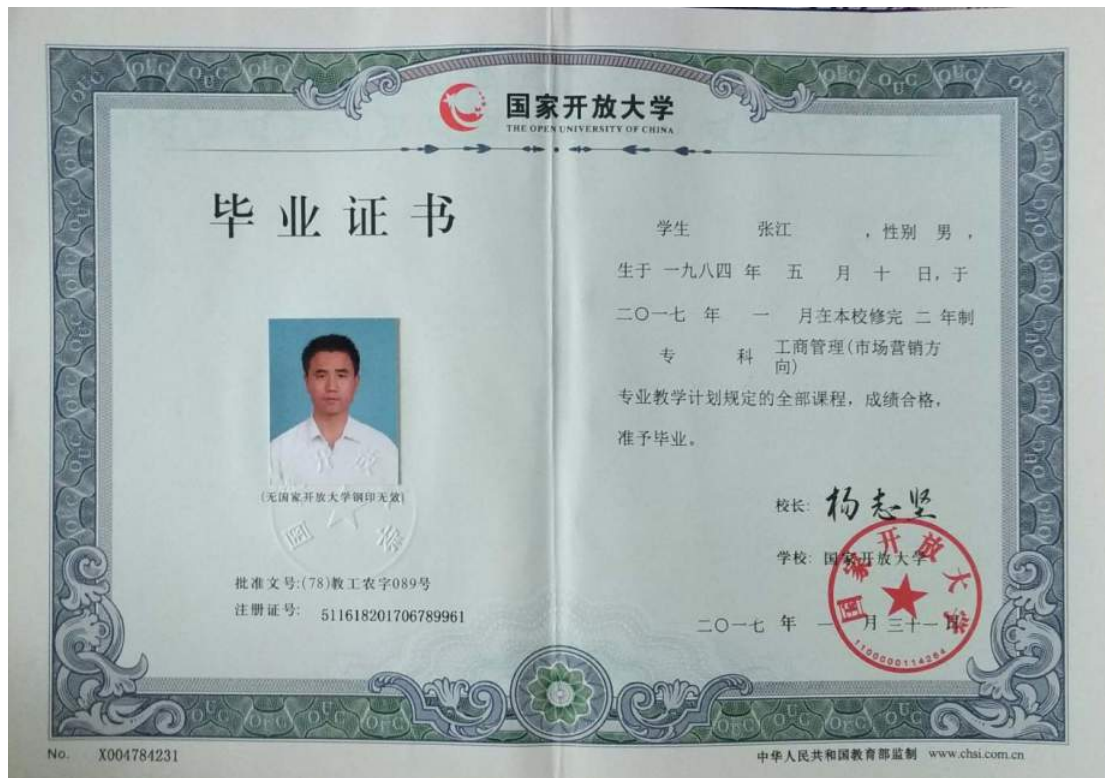 国家开放大学
THE OPEN UNIVERSITY OF CHINA
毕业证书
(无国家开放大学钢印无效)
批准文号:(78)教工农字089号
注册证号: 511618201706789961
学生 张江 ,性别 男 ,
生于 一九八四 年 五 月 十 日,于
二〇一七 年 一 月在本校修完 二 年制
专 科 工商管理(市场营销方
向)
专业教学计划规定的全部课程,成绩合格,
准予毕业。
校长: 杨志坚
学校: 国家开放大学
二〇一七 年 一 月 三十一 日
国家开放大学
1100000114264
No. X004784231
中华人民共和国教育部监制 www.chsi.com.cn